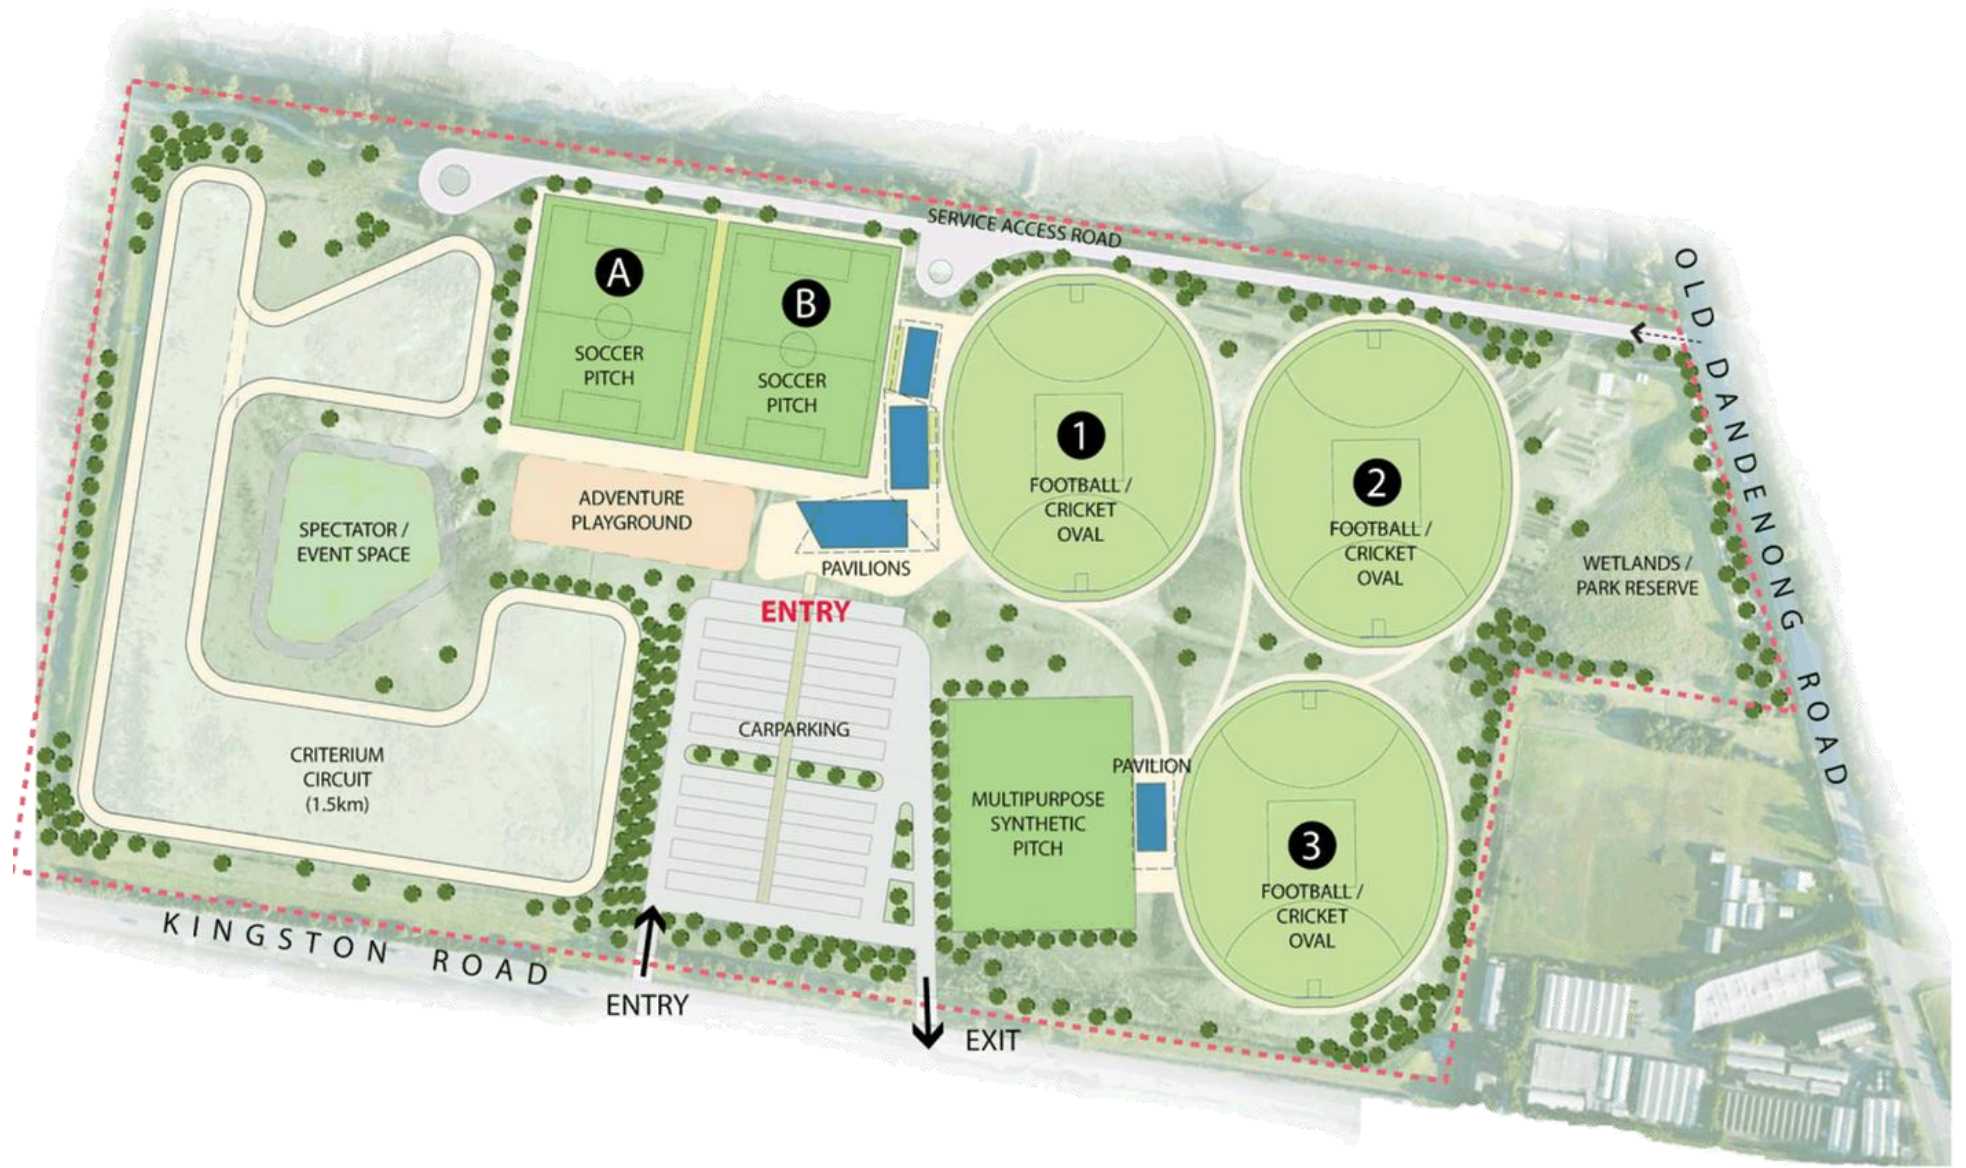 SERVICE ACCESS ROAD
OLD DANDENONG ROAD
A
SOCCER
PITCH
B
SOCCER
PITCH
1
FOOTBALL /
CRICKET
OVAL
2
FOOTBALL /
CRICKET
OVAL
ADVENTURE
PLAYGROUND
SPECTATOR /
EVENT SPACE
PAVILIONS
WETLANDS /
PARK RESERVE
ENTRY
CARPARKING
CRITERIUM
CIRCUIT
(1.5km)
PAVILION
MULTIPURPOSE
SYNTHETIC
PITCH
3
FOOTBALL /
CRICKET
OVAL
KINGSTON ROAD
ENTRY
EXIT